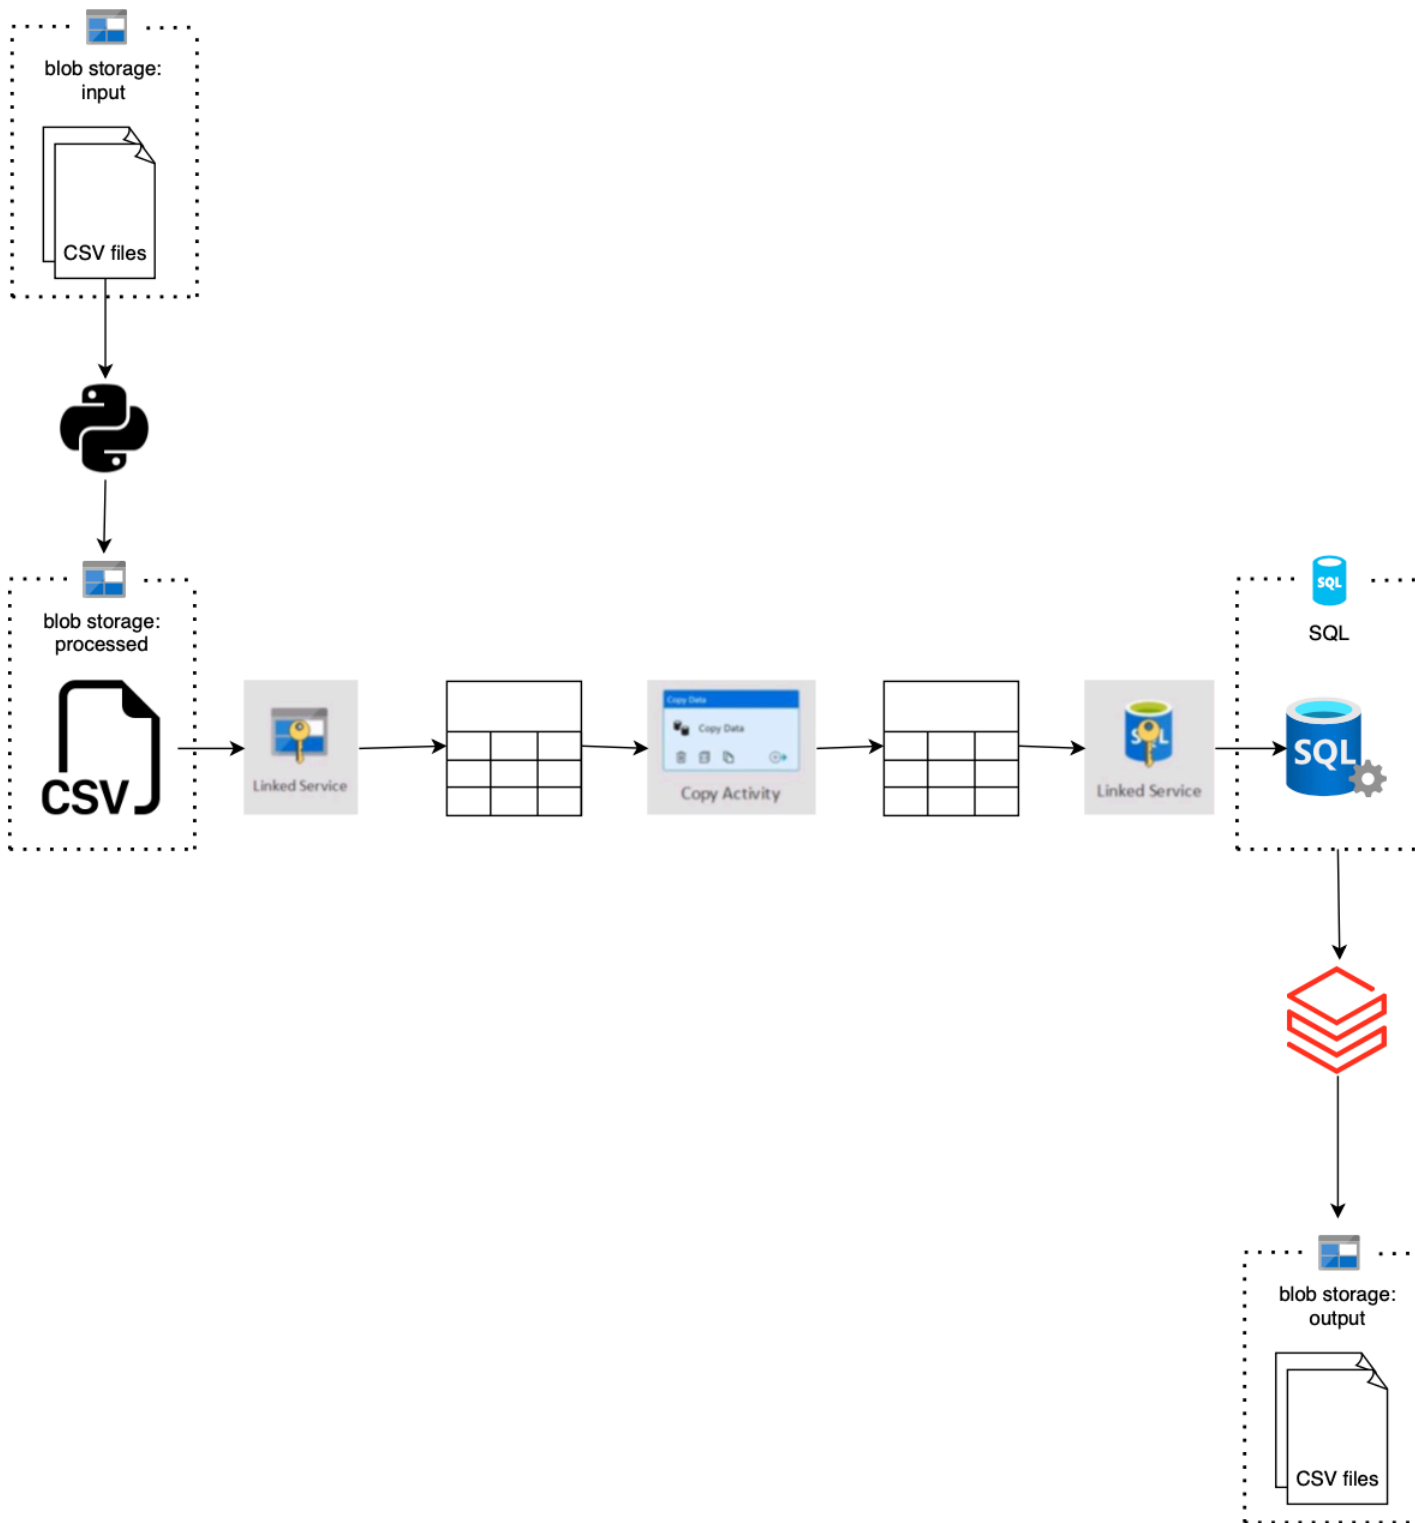 blob storage:
input
CSV files
blob storage:
processed
CSV
Linked Service
Copy Data
Copy Data
Copy Activity
SQL
Linked Service
SQL
SQL
SQL
blob storage:
output
CSV files